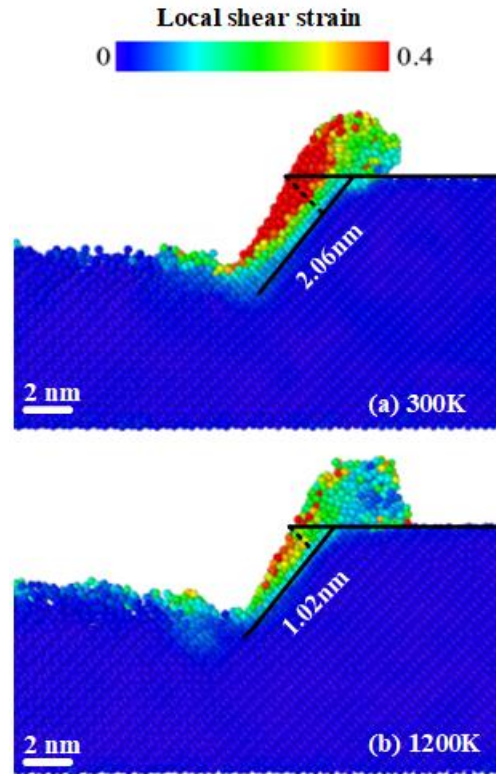 Local shear strain
0 0.4
2.06nm
2 nm
(a) 300K
1.02nm
2 nm
(b) 1200K